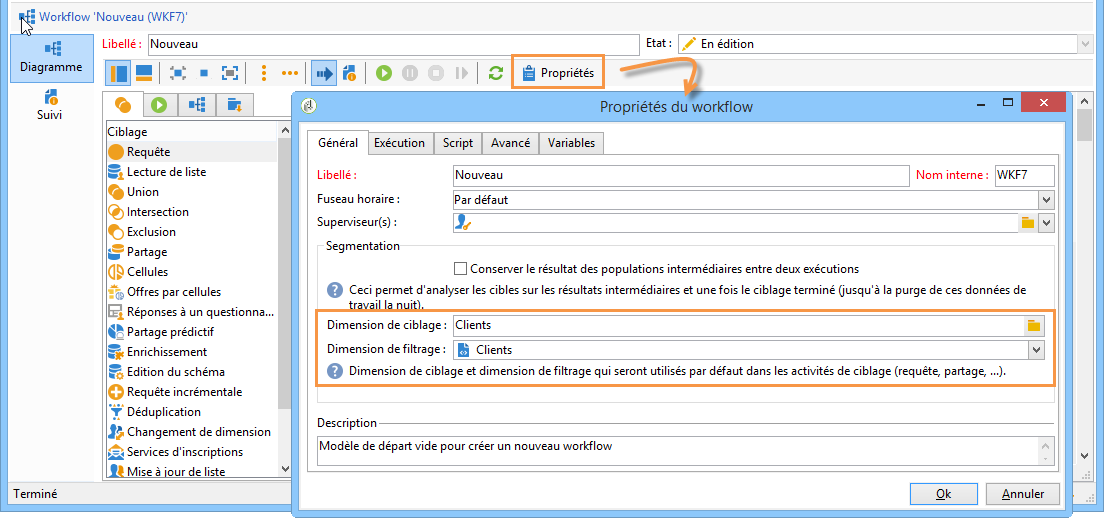 Workflow 'Nouveau (WKF7)'
Libellé : Nouveau Etat : En édition
Diagramme
Suivi
Propriétés
Ciblage
Requête
Lecture de liste
Union
Intersection
Exclusion
Partage
Cellules
Offres par cellules
Réponses à un questionna...
Partage prédictif
Enrichissement
Edition du schéma
Requête incrémentale
Déduplication
Changement de dimension
Services d'inscriptions
Mise à jour de liste
Terminé
Propriétés du workflow
Général Exécution Script Avancé Variables
Libellé : Nouveau Nom interne : WKF7
Fuseau horaire : Par défaut
Superviseur(s) :
Segmentation
Conserver le résultat des populations intermédiaires entre deux exécutions
Ceci permet d'analyser les cibles sur les résultats intermédiaires et une fois le ciblage terminé (jusqu'à la purge de ces données de
travail la nuit).
Dimension de ciblage : Clients
Dimension de filtrage : Clients
Dimension de ciblage et dimension de filtrage qui seront utilisés par défaut dans les activités de ciblage (requête, partage, ...).
Description
Modèle de départ vide pour créer un nouveau workflow
Ok Annuler